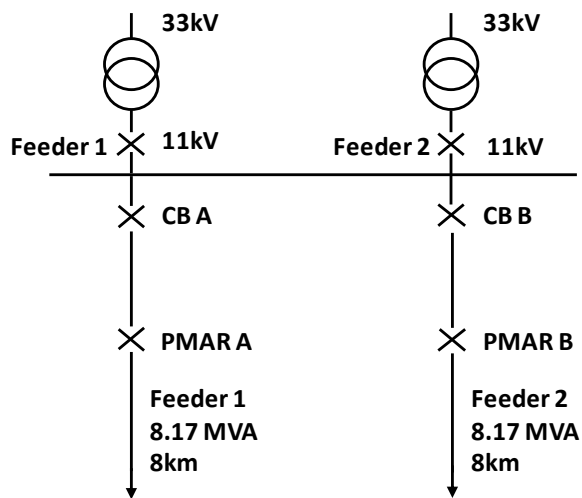 33kV
33kV
Feeder 1
11kV
Feeder 2
11kV
CB A
CB B
PMAR A
PMAR B
Feeder 1
8.17 MVA
8km
Feeder 2
8.17 MVA
8km